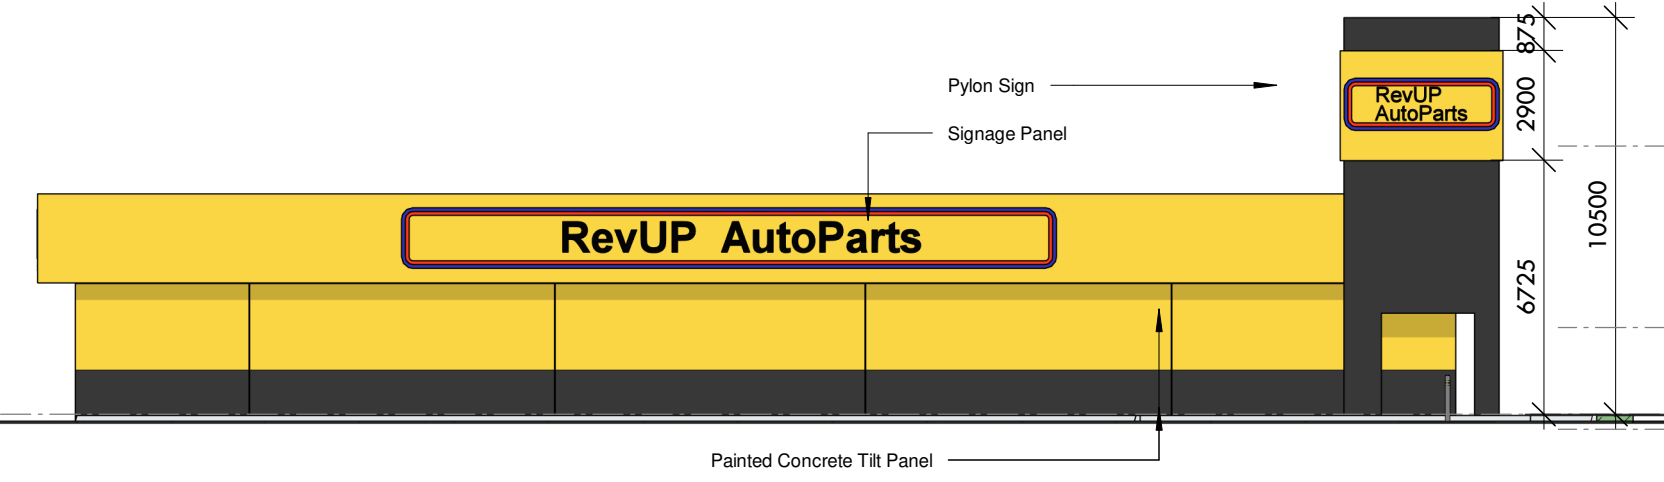 875
Pylon Sign
RevUP
AutoParts
2900
Signage Panel
RevUP AutoParts
10500
6725
Painted Concrete Tilt Panel